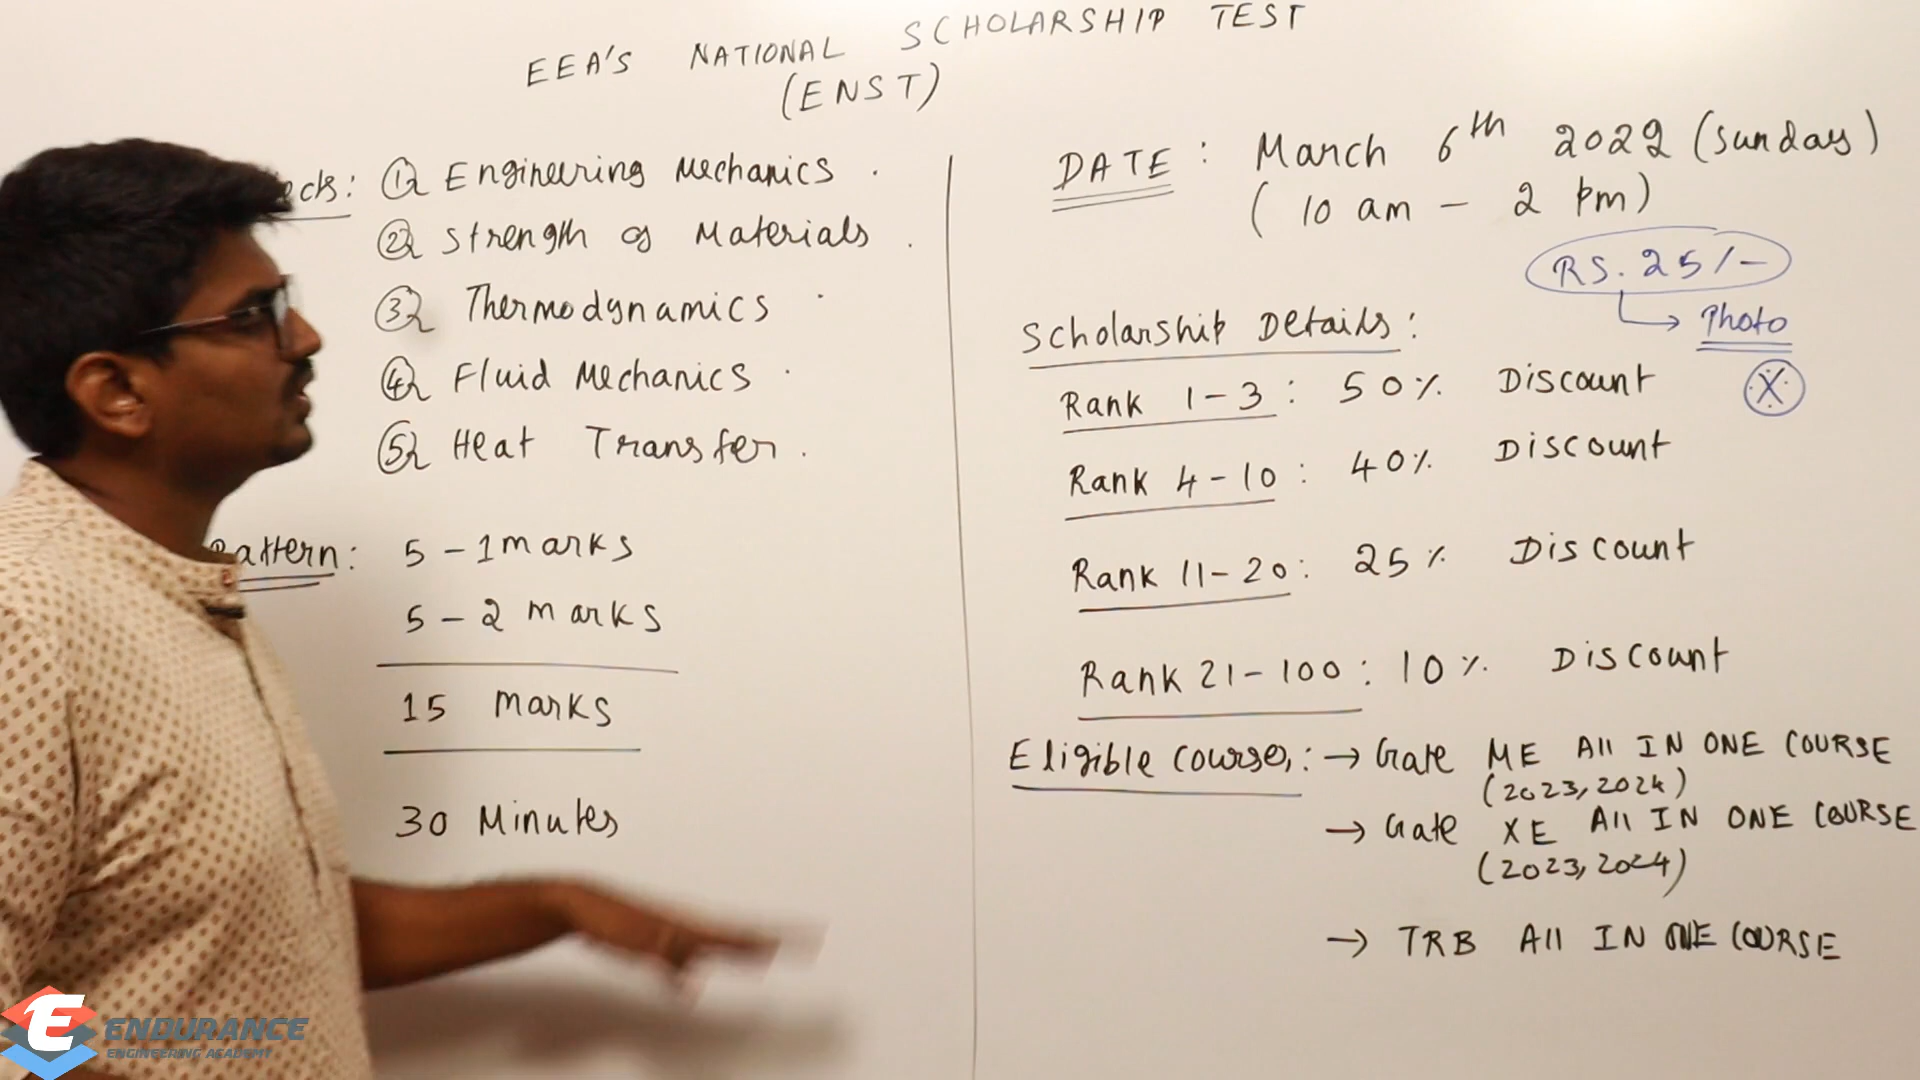 EEA'S NATIONAL SCHOLARSHIP TEST
(ENST)
① Engineering Mechanics
② Strength of Materials
③ Thermodynamics
④ Fluid Mechanics
⑤ Heat Transfer
Pattern: 5 - 1 marks
5 - 2 marks
15 marks
30 Minutes
DATE : March 6th 2022 (Sunday)
(10 am - 2 pm)
RS. 25/-
→ Photo
X
Scholarship Details:
Rank 1-3 : 50% Discount
Rank 4-10 : 40% Discount
Rank 11-20: 25% Discount
Rank 21-100: 10% Discount
Eligible courses: → Gate ME All IN ONE COURSE
(2023, 2024)
→ Gate XE All IN ONE COURSE
(2023, 2024)
→ TRB All IN ONE COURSE
E ENDURANCE
ENGINEERING ACADEMY